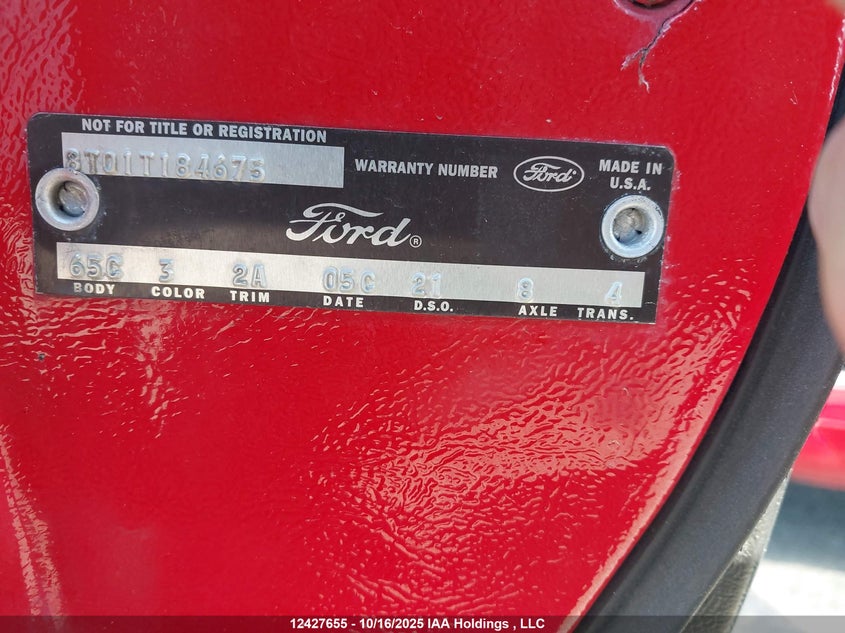 NOT FOR TITLE OR REGISTRATION
8T01T184675
WARRANTY NUMBER
Ford
MADE IN
U.S.A.
Ford®
65C 3 2A 05C 21 8 4
BODY COLOR TRIM DATE D.S.O. AXLE TRANS.
12427655 - 10/16/2025 IAA Holdings , LLC